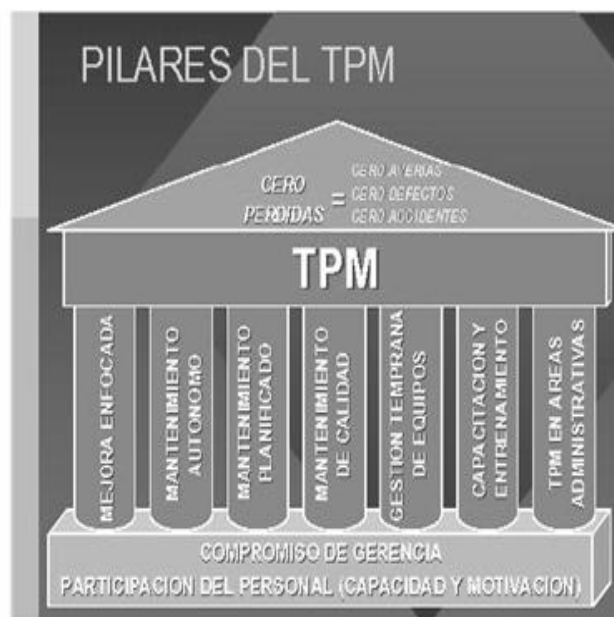 PILARES DEL TPM
CERO
PERDIDAS
=
CERO AVERIAS
CERO DEFECTOS
CERO ACCIDENTES
TPM
MEJORA ENFOCADA
MANTENIMIENTO
AUTONOMO
MANTENIMIENTO
PLANIFICADO
MANTENIMIENTO
DE CALIDAD
GESTION TEMPRANA
DE EQUIPOS
CAPACITACION Y
ENTRENAMIENTO
TPM EN AREAS
ADMINISTRATIVAS
COMPROMISO DE GERENCIA
PARTICIPACION DEL PERSONAL (CAPACIDAD Y MOTIVACION)